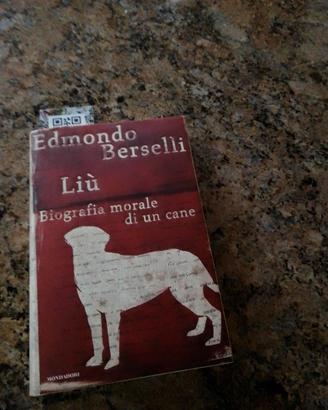 Edmondo
Berselli
Liù
Biografia morale
di un cane
MONDADORI